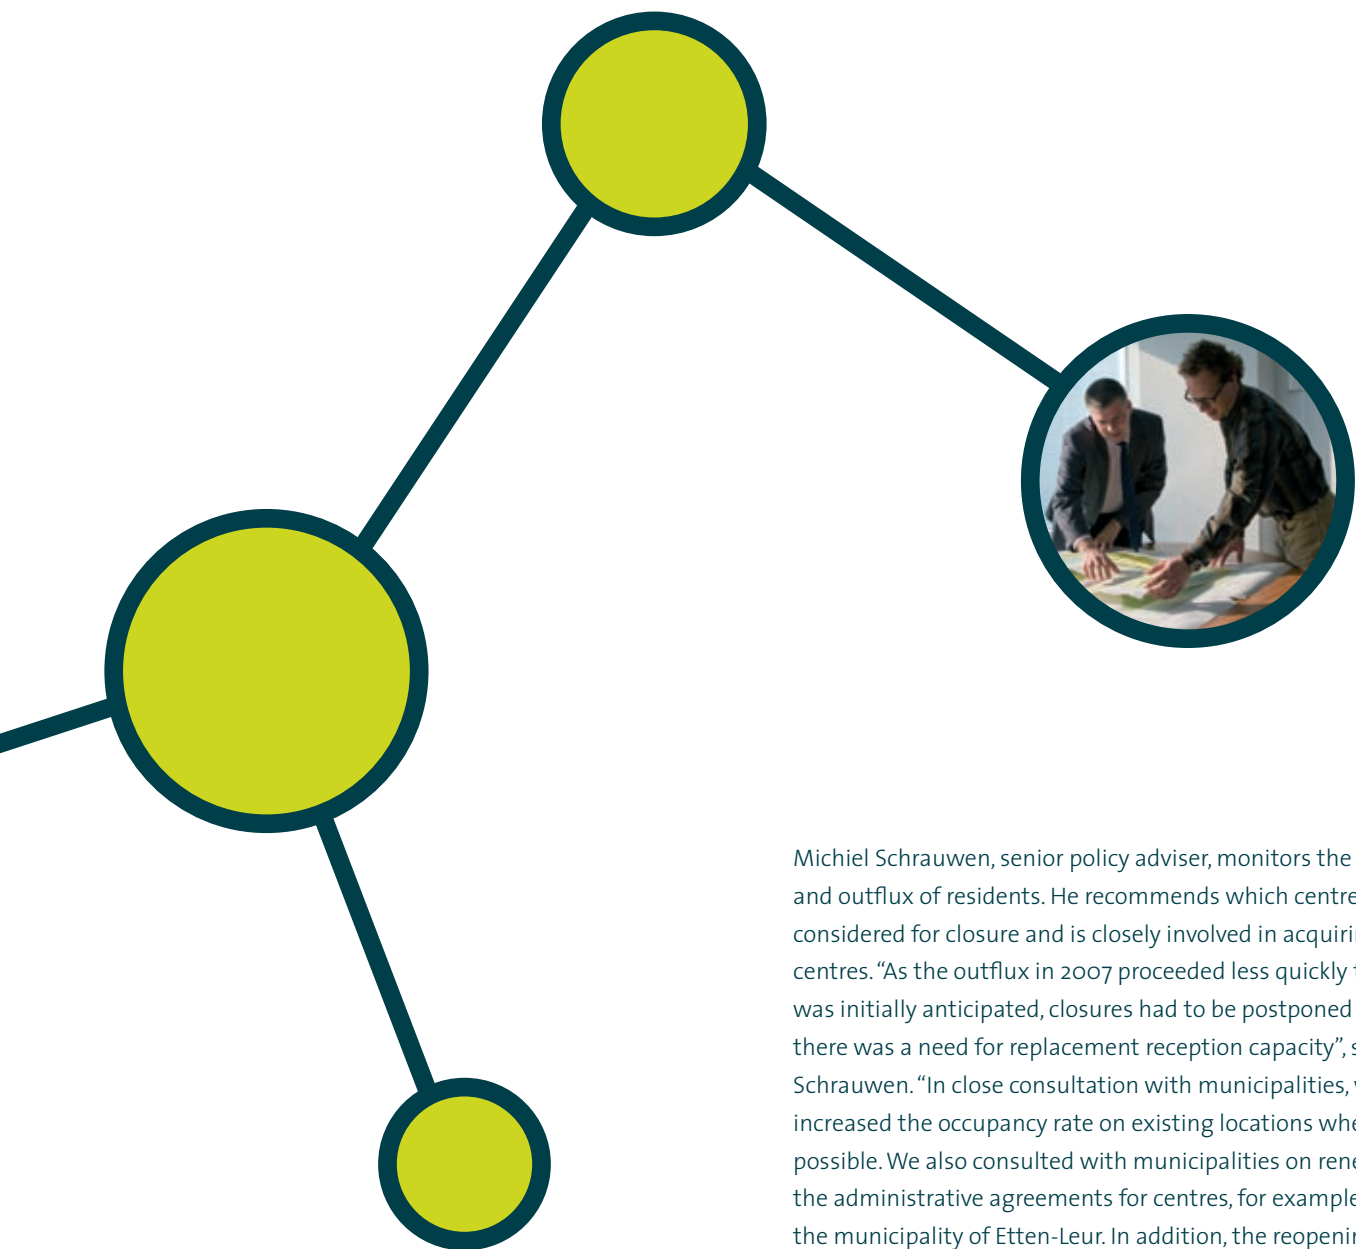 Michiel Schrauwen, senior policy adviser, monitors the
and outflux of residents. He recommends which centre
considered for closure and is closely involved in acquiri
centres. “As the outflux in 2007 proceeded less quickly t
was initially anticipated, closures had to be postponed
there was a need for replacement reception capacity”, s
Schrauwen. “In close consultation with municipalities, w
increased the occupancy rate on existing locations whe
possible. We also consulted with municipalities on rene
the administrative agreements for centres, for example
the municipality of Etten-Leur. In addition, the reopenin